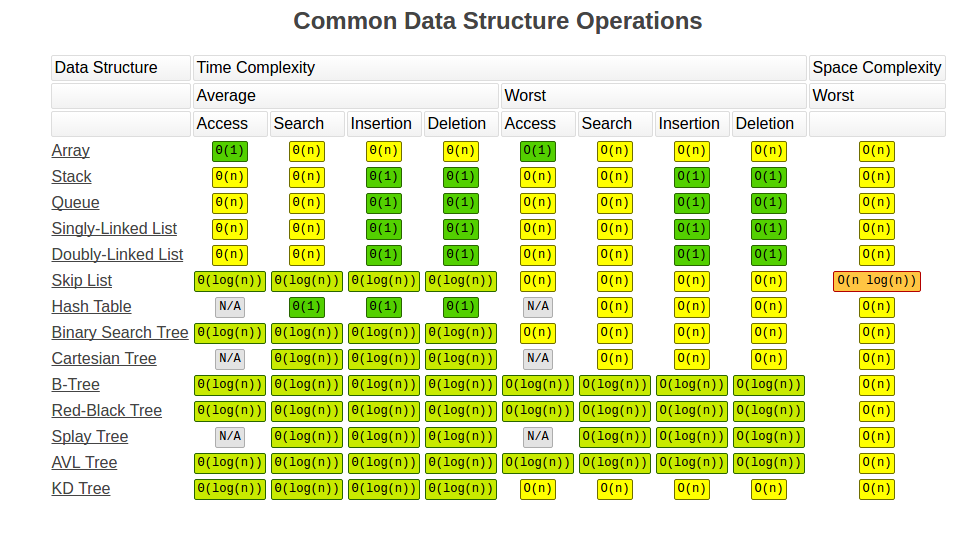 Common Data Structure Operations
Data Structure Time Complexity Space Complexity
Average Worst Worst
Access Search Insertion Deletion Access Search Insertion Deletion
Array Θ(1) Θ(n) Θ(n) Θ(n) O(1) O(n) O(n) O(n) O(n)
Stack Θ(n) Θ(n) Θ(1) Θ(1) O(n) O(n) O(1) O(1) O(n)
Queue Θ(n) Θ(n) Θ(1) Θ(1) O(n) O(n) O(1) O(1) O(n)
Singly-Linked List Θ(n) Θ(n) Θ(1) Θ(1) O(n) O(n) O(1) O(1) O(n)
Doubly-Linked List Θ(n) Θ(n) Θ(1) Θ(1) O(n) O(n) O(1) O(1) O(n)
Skip List Θ(log(n)) Θ(log(n)) Θ(log(n)) Θ(log(n)) O(n) O(n) O(n) O(n) O(n log(n))
Hash Table N/A Θ(1) Θ(1) Θ(1) N/A O(n) O(n) O(n) O(n)
Binary Search Tree Θ(log(n)) Θ(log(n)) Θ(log(n)) Θ(log(n)) O(n) O(n) O(n) O(n) O(n)
Cartesian Tree N/A Θ(log(n)) Θ(log(n)) Θ(log(n)) N/A O(n) O(n) O(n) O(n)
B-Tree Θ(log(n)) Θ(log(n)) Θ(log(n)) Θ(log(n)) O(log(n)) O(log(n)) O(log(n)) O(log(n)) O(n)
Red-Black Tree Θ(log(n)) Θ(log(n)) Θ(log(n)) Θ(log(n)) O(log(n)) O(log(n)) O(log(n)) O(log(n)) O(n)
Splay Tree N/A Θ(log(n)) Θ(log(n)) Θ(log(n)) N/A O(log(n)) O(log(n)) O(log(n)) O(n)
AVL Tree Θ(log(n)) Θ(log(n)) Θ(log(n)) Θ(log(n)) O(log(n)) O(log(n)) O(log(n)) O(log(n)) O(n)
KD Tree Θ(log(n)) Θ(log(n)) Θ(log(n)) Θ(log(n)) O(n) O(n) O(n) O(n) O(n)